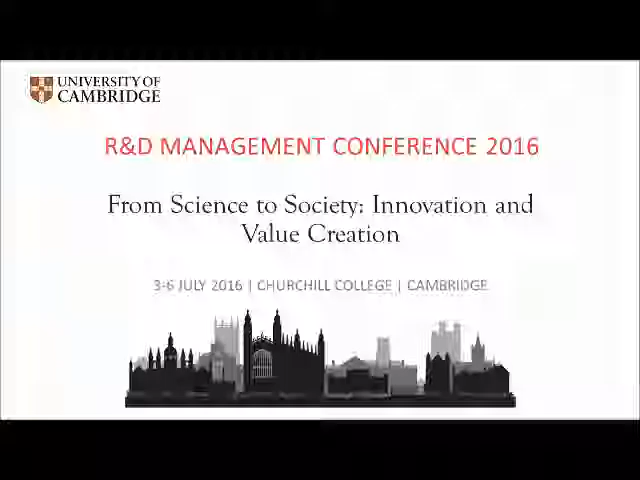 UNIVERSITY OF
CAMBRIDGE
R&D MANAGEMENT CONFERENCE 2016
From Science to Society: Innovation and
Value Creation
3-6 JULY 2016 | CHURCHILL COLLEGE | CAMBRIDGE